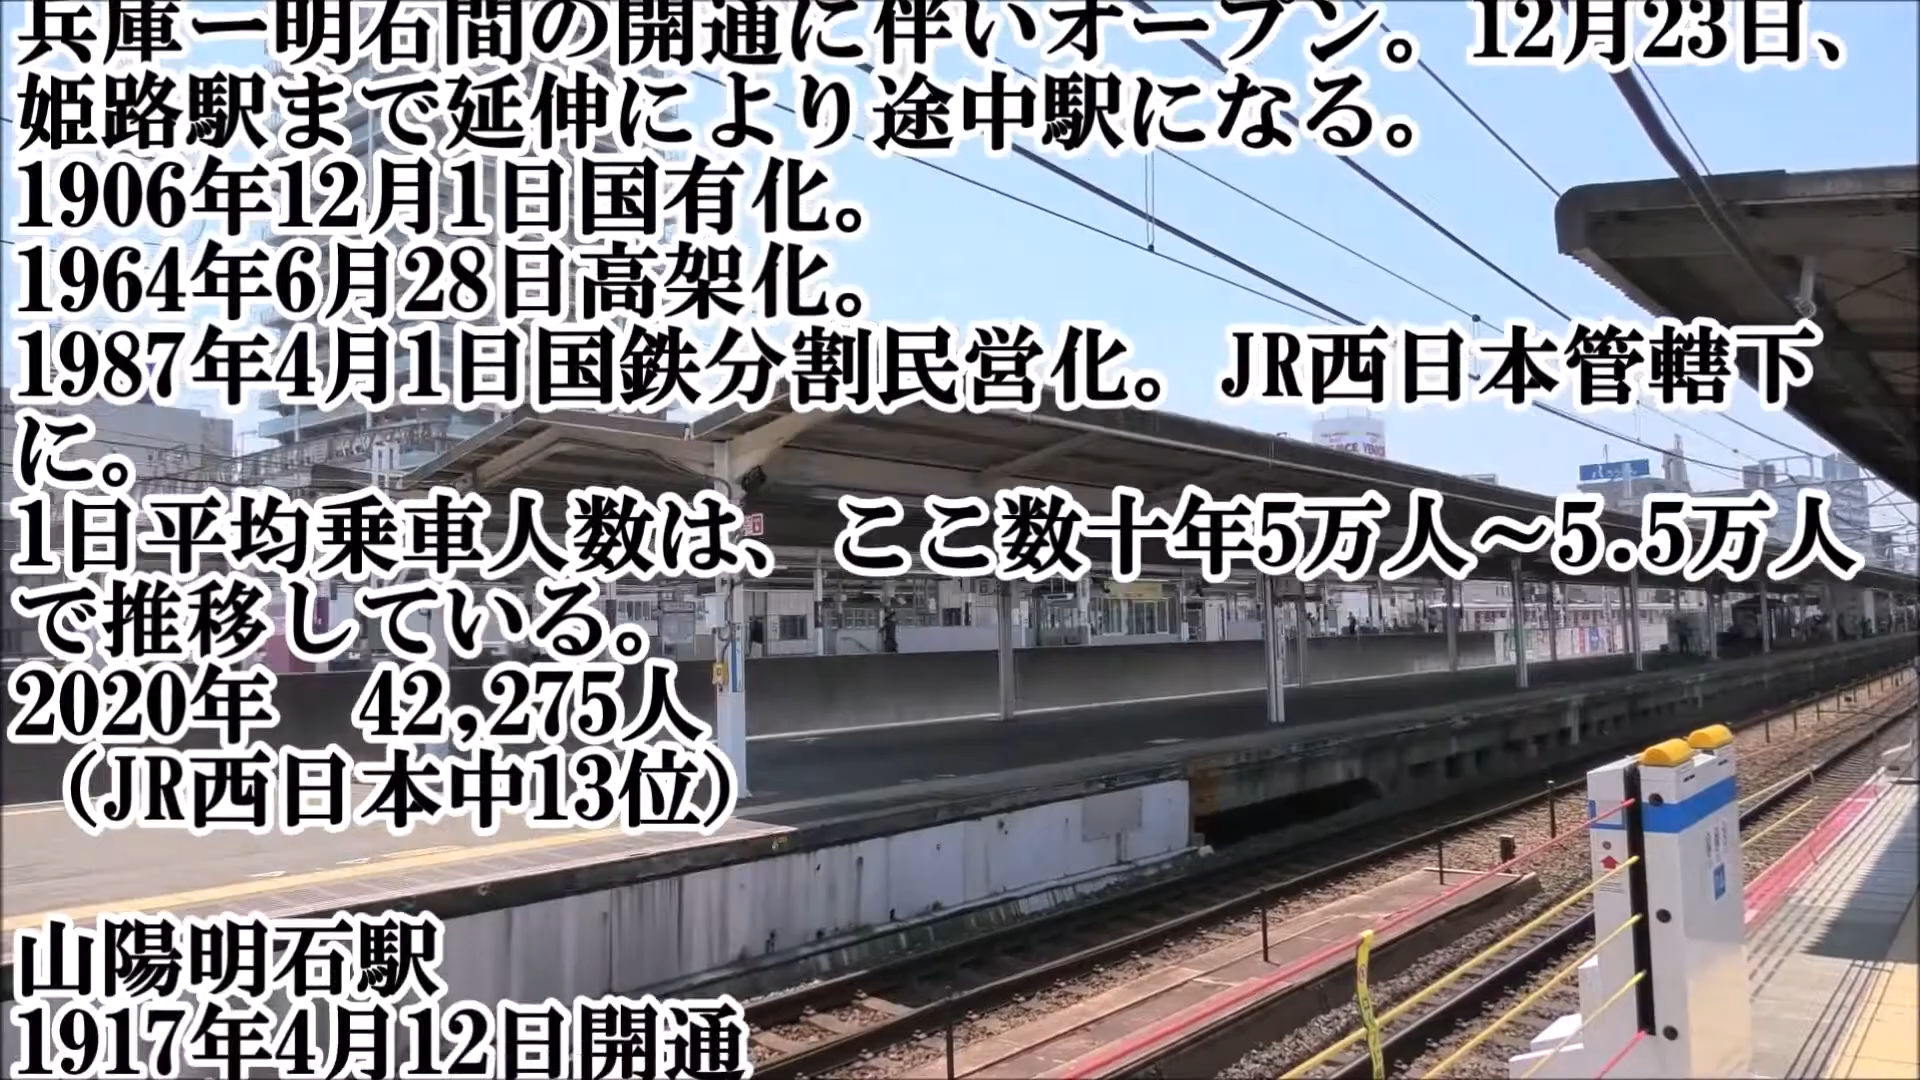 兵庫ー明石間の開通に伴いオープン。12月23日、
姫路駅まで延伸により途中駅になる。
1906年12月1日国有化。
1964年6月28日高架化。
1987年4月1日国鉄分割民営化。JR西日本管轄下
に。
1日平均乗車人数は、ここ数十年5万人～5.5万人
で推移している。
2020年　42,275人
（JR西日本中13位）
山陽明石駅
1917年4月12日開通